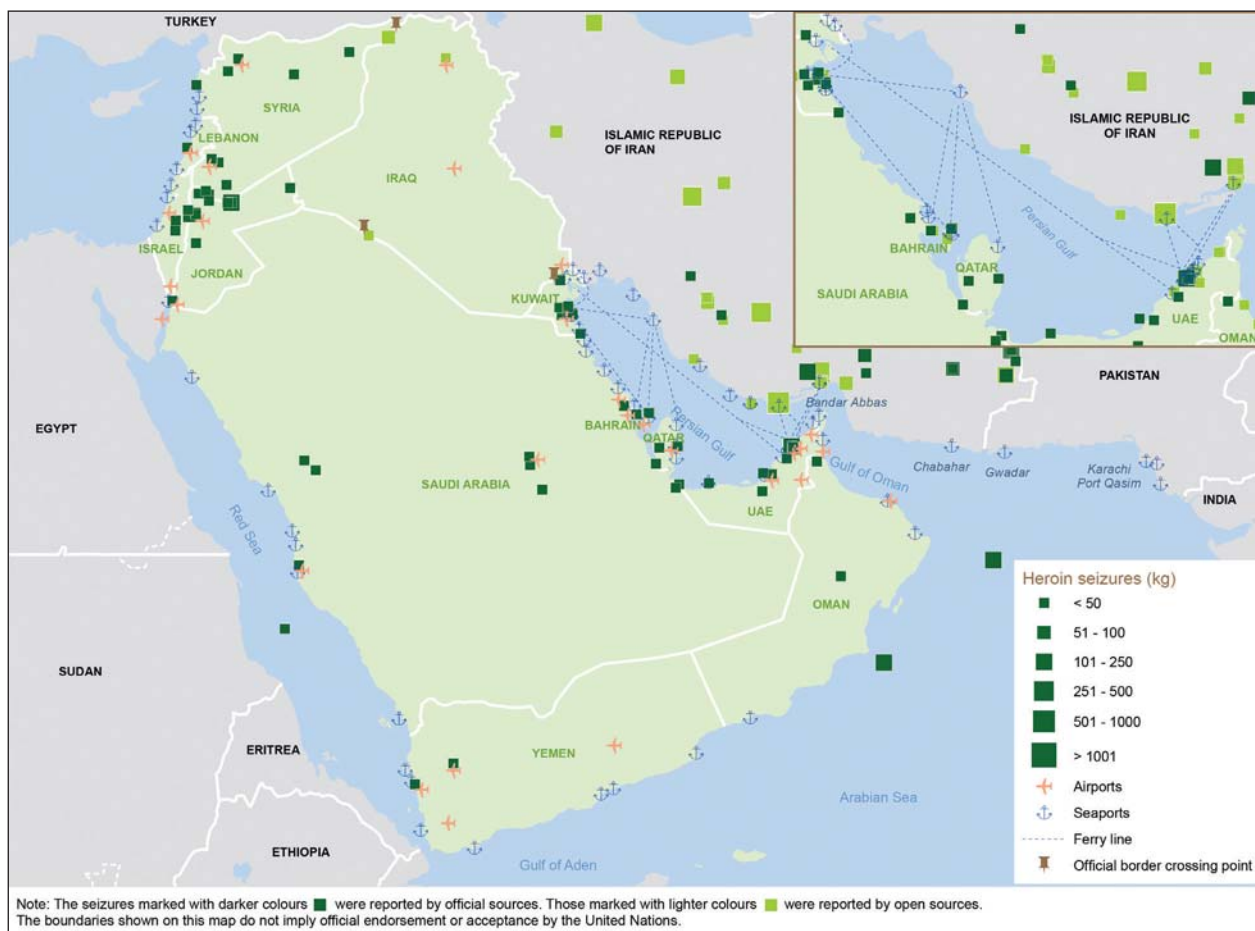 TURKEY
SYRIA
LEBANON
IRAQ
ISLAMIC REPUBLIC
OF IRAN
ISRAEL
JORDAN
KUWAIT
EGYPT
BAHRAIN
QATAR
Persian Gulf
Bandar Abbas
PAKISTAN
SAUDI ARABIA
UAE
Gulf of Oman
Chabahar
Gwadar
Karachi
Port Qasim
INDIA
Red Sea
OMAN
SUDAN
ERITREA
YEMEN
ETHIOPIA
Gulf of Aden
Arabian Sea
ISLAMIC REPUBLIC
OF IRAN
Persian Gulf
BAHRAIN
QATAR
SAUDI ARABIA
UAE
OMAN
Heroin seizures (kg)
< 50
51 - 100
101 - 250
251 - 500
501 - 1000
> 1001
Airports
Seaports
Ferry line
Official border crossing point
Note: The seizures marked with darker colours were reported by official sources. Those marked with lighter colours were reported by open sources.
The boundaries shown on this map do not imply official endorsement or acceptance by the United Nations.